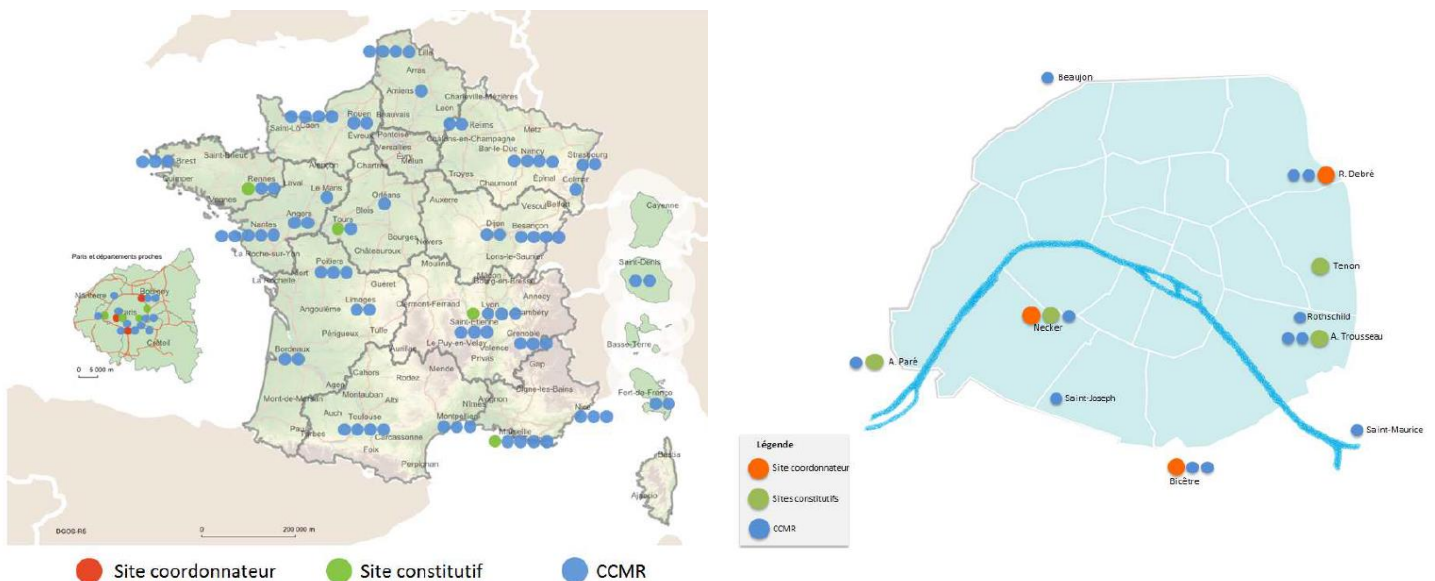 Lille
Arras
Amiens
Charleville-Mézières
Rouen
Beauvais
Laon
Saint-Lô
Caen
Reims
Évreux
Pontoise
Châlons-en-Champagne
Metz
Versailles
Bar-le-Duc
Nancy
Strasbourg
Évry
Melun
Brest
Saint-Brieuc
Alençon
Chartres
Troyes
Épinal
Colmar
Quimper
Rennes
Laval
Le Mans
Chaumont
Vannes
Orléans
Auxerre
Vesoul
Belfort
Angers
Blois
Tours
Dijon
Besançon
Nantes
Bourges
Nevers
Châteauroux
Lons-le-Saunier
La Roche-sur-Yon
Poitiers
Moulins
Mâcon
Bourg-en-Bresse
Niort
La Rochelle
Guéret
Annecy
Limoges
Clermont-Ferrand
Lyon
Chambéry
Angoulême
Saint-Etienne
Périgueux
Tulle
Grenoble
Le Puy-en-Velay
Valence
Aurillac
Privas
Bordeaux
Mende
Gap
Cahors
Rodez
Agen
Digne-les-Bains
Mont-de-Marsan
Montauban
Albi
Avignon
Nîmes
Nice
Auch
Toulouse
Montpellier
Marseille
Pau
Tarbes
Carcassonne
Foix
Perpignan
Cayenne
Saint-Denis
Basse-Terre
Fort-de-France
Bastia
Ajaccio
Paris et départements proches
Nanterre
Bobigny
Paris
Créteil
0 5 000 m
DGOS-R5
0 200 000 m
Site coordonnateur
Site constitutif
CCMR
Beaujon
R. Debré
Tenon
Rothschild
Necker
A. Trousseau
A. Paré
Saint-Joseph
Saint-Maurice
Bicêtre
Légende
Site coordonnateur
Sites constitutifs
CCMR